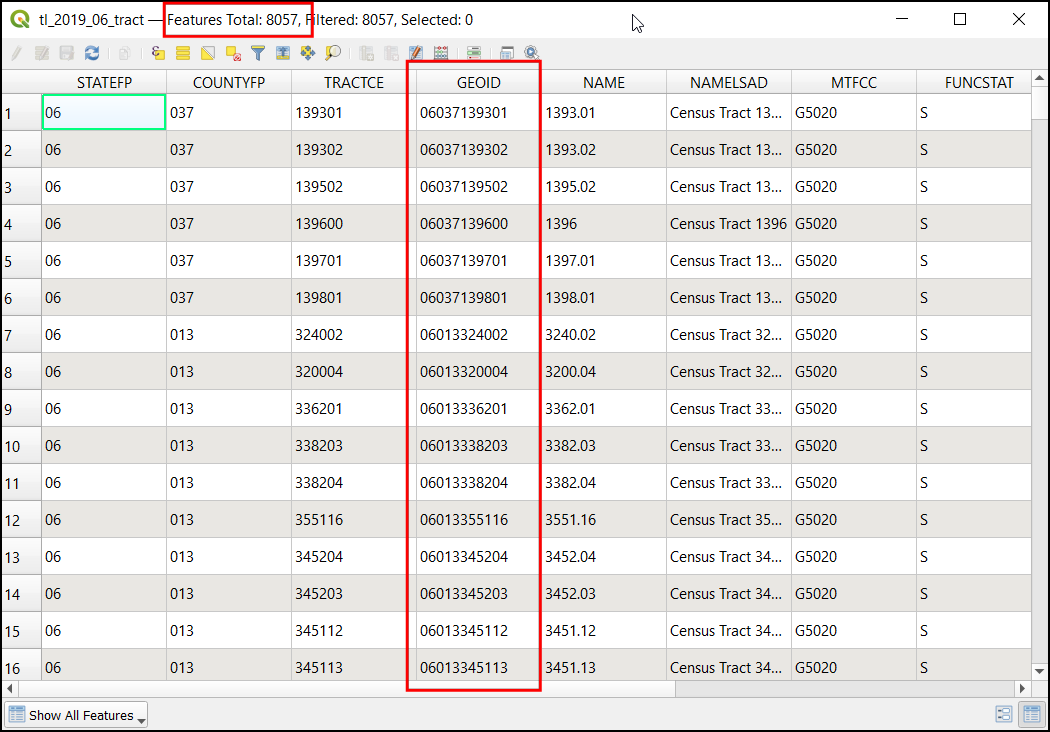 tl_2019_06_tract — Features Total: 8057, Filtered: 8057, Selected: 0
STATEFP COUNTYFP TRACTCE GEOID NAME NAMELSAD MTFCC FUNCSTAT
1 06 037 139301 06037139301 1393.01 Census Tract 13... G5020 S
2 06 037 139302 06037139302 1393.02 Census Tract 13... G5020 S
3 06 037 139502 06037139502 1395.02 Census Tract 13... G5020 S
4 06 037 139600 06037139600 1396 Census Tract 1396 G5020 S
5 06 037 139701 06037139701 1397.01 Census Tract 13... G5020 S
6 06 037 139801 06037139801 1398.01 Census Tract 13... G5020 S
7 06 013 324002 06013324002 3240.02 Census Tract 32... G5020 S
8 06 013 320004 06013320004 3200.04 Census Tract 32... G5020 S
9 06 013 336201 06013336201 3362.01 Census Tract 33... G5020 S
10 06 013 338203 06013338203 3382.03 Census Tract 33... G5020 S
11 06 013 338204 06013338204 3382.04 Census Tract 33... G5020 S
12 06 013 355116 06013355116 3551.16 Census Tract 35... G5020 S
13 06 013 345204 06013345204 3452.04 Census Tract 34... G5020 S
14 06 013 345203 06013345203 3452.03 Census Tract 34... G5020 S
15 06 013 345112 06013345112 3451.12 Census Tract 34... G5020 S
16 06 013 345113 06013345113 3451.13 Census Tract 34... G5020 S
Show All Features